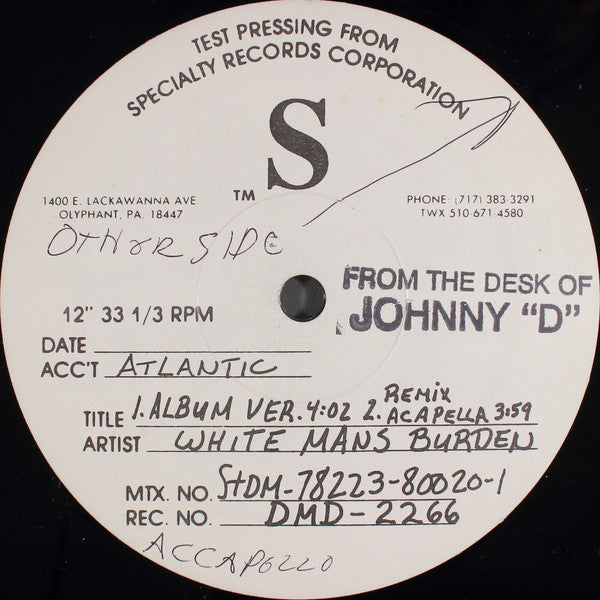 TEST PRESSING FROM
SPECIALTY RECORDS CORPORATION
S
TM
1400 E. LACKAWANNA AVE.
OLYPHANT, PA. 18447
PHONE: (717) 383-3291
TWX 510-671-4580
OTHER SIDE
FROM THE DESK OF
JOHNNY "D"
12" 33 1/3 RPM
DATE
ACC'T ATLANTIC
TITLE 1. ALBUM VER. 4:02 2. REMIX ACAPELLA 3:59
ARTIST WHITE MANS BURDEN
MTX. NO. StDM-78223-80020-1
REC. NO. DMD-2266
ACCAPOLLO